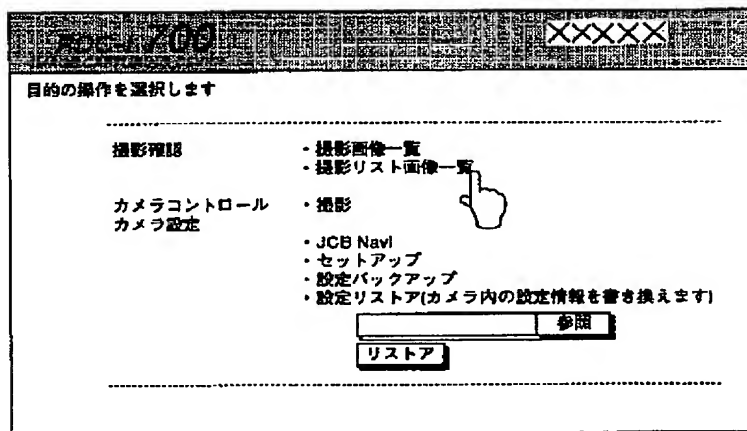 RDC-i 700
XXXXX
目的の操作を選択します
撮影確認 ・撮影画像一覧
・撮影リスト画像一覧
カメラコントロール ・撮影
カメラ設定
・JCB Navi
・セットアップ
・設定バックアップ
・設定リストア(カメラ内の設定情報を書き換えます)
参照
リストア